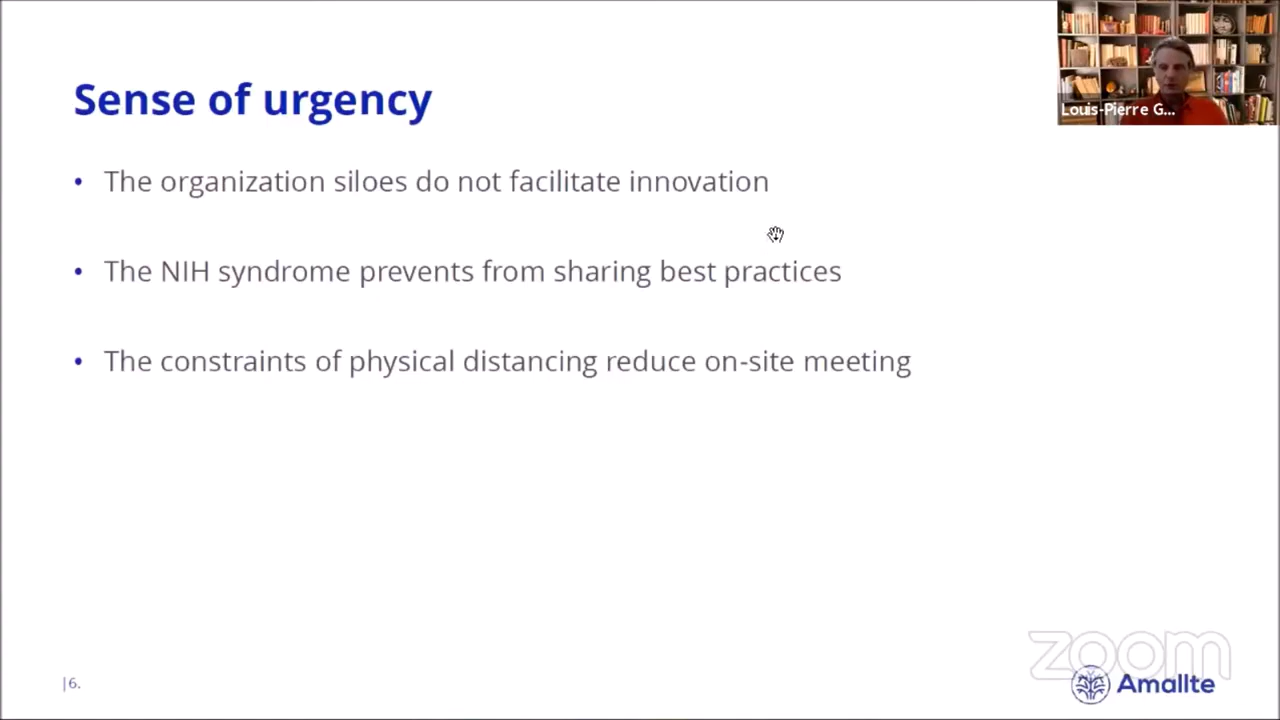 Sense of urgency
Louis-Pierre G...
• The organization siloes do not facilitate innovation
• The NIH syndrome prevents from sharing best practices
• The constraints of physical distancing reduce on-site meeting
zoom
|6.
Amallte